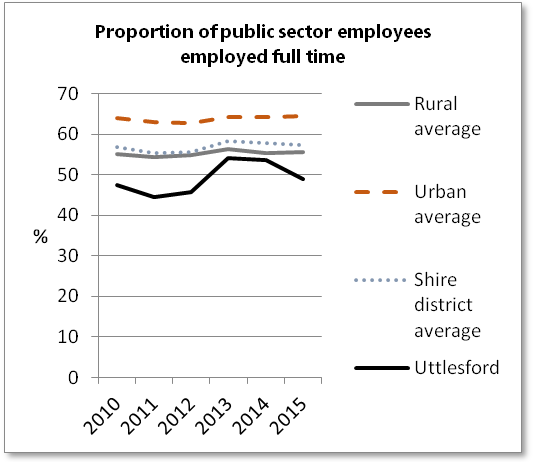 Proportion of public sector employees
employed full time
70
60
50
40
30
20
10
0
%
2010
2011
2012
2013
2014
2015
Rural
average
Urban
average
Shire
district
average
Uttlesford